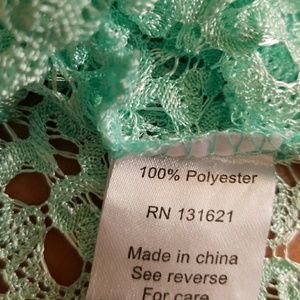 100% Polyester
RN 131621
Made in china
See reverse
For care